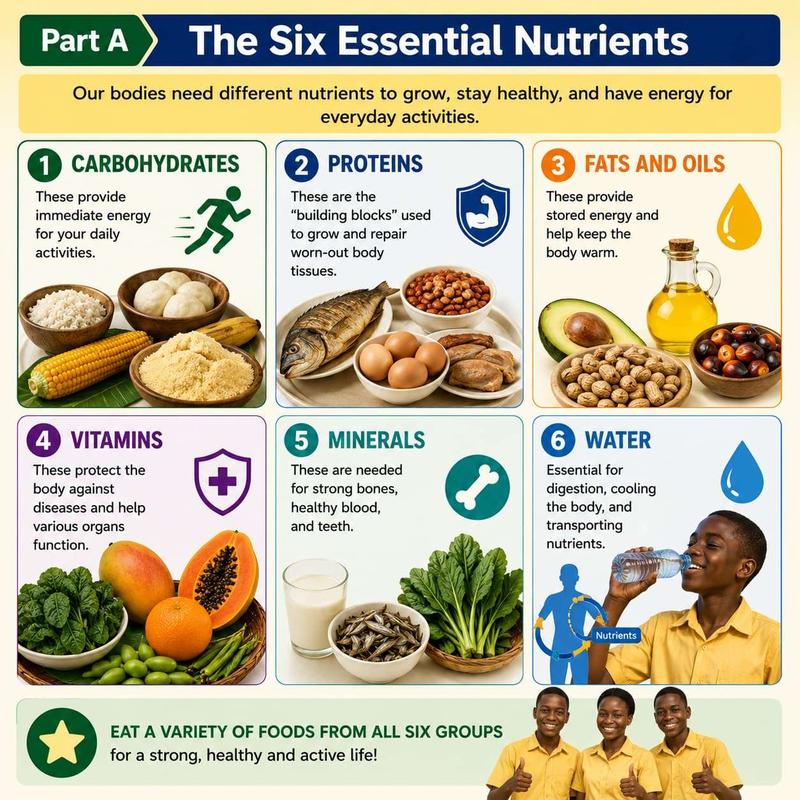 Part A
The Six Essential Nutrients
Our bodies need different nutrients to grow, stay healthy, and have energy for
everyday activities.
1 CARBOHYDRATES
These provide
immediate energy
for your daily
activities.
2 PROTEINS
These are the
“building blocks” used
to grow and repair
worn-out body
tissues.
3 FATS AND OILS
These provide
stored energy and
help keep the
body warm.
4 VITAMINS
These protect the
body against
diseases and help
various organs
function.
5 MINERALS
These are needed
for strong bones,
healthy blood,
and teeth.
6 WATER
Essential for
digestion, cooling
the body, and
transporting
nutrients.
Nutrients
EAT A VARIETY OF FOODS FROM ALL SIX GROUPS
for a strong, healthy and active life!